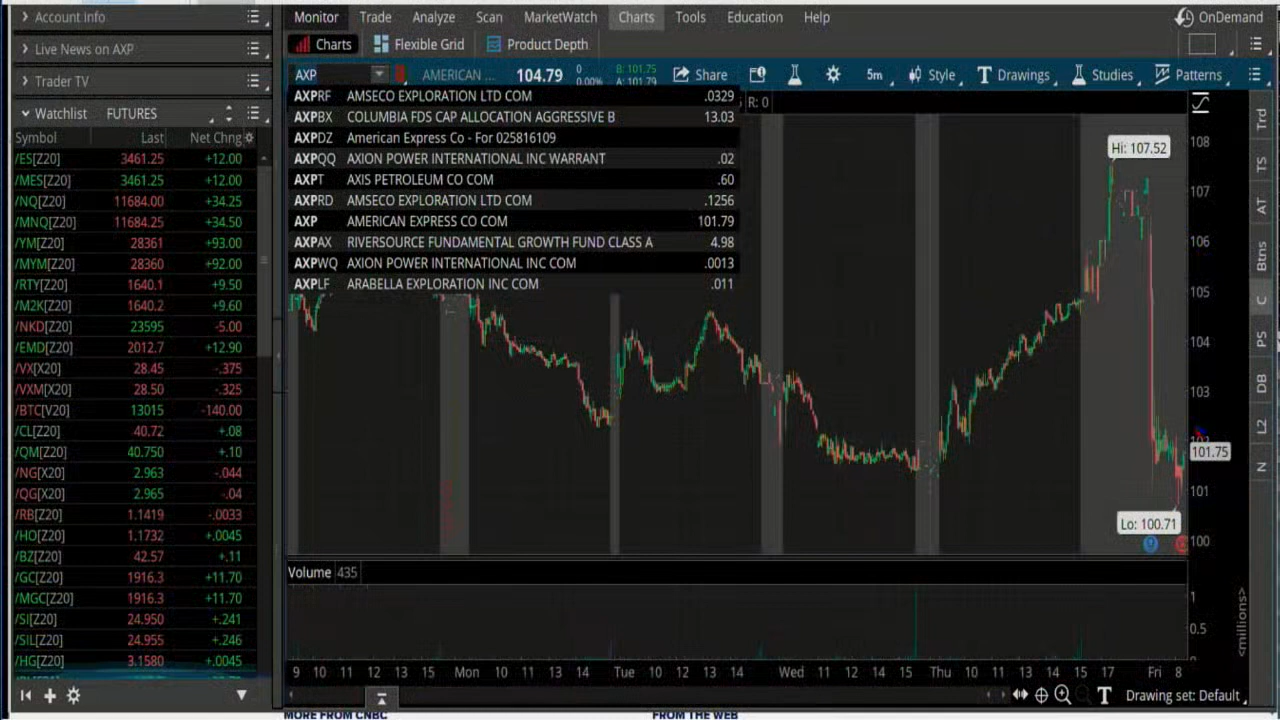 Account Info
Live News on AXP
Trader TV
Watchlist FUTURES
Symbol Last Net Chng
/ES[Z20] 3461.25 +12.00
/MES[Z20] 3461.25 +12.00
/NQ[Z20] 11684.00 +34.25
/MNQ[Z20] 11684.25 +34.50
/YM[Z20] 28361 +93.00
/MYM[Z20] 28360 +92.00
/RTY[Z20] 1640.1 +9.50
/M2K[Z20] 1640.2 +9.60
/NKD[Z20] 23595 -5.00
/EMD[Z20] 2012.7 +12.90
/VX[X20] 28.45 -.375
/VXM[X20] 28.50 -.325
/BTC[V20] 13015 -140.00
/CL[Z20] 40.72 +.08
/QM[Z20] 40.750 +.10
/NG[X20] 2.963 -.044
/QG[X20] 2.965 -.04
/RB[Z20] 1.1419 -.0033
/HO[Z20] 1.1732 +.0045
/BZ[Z20] 42.57 +.11
/GC[Z20] 1916.3 +11.70
/MGC[Z20] 1916.3 +11.70
/SI[Z20] 24.950 +.241
/SIL[Z20] 24.955 +.246
/HG[Z20] 3.1580 +.0045
Monitor Trade Analyze Scan MarketWatch Charts Tools Education Help
OnDemand
Charts Flexible Grid Product Depth
AXP AMERICAN ... 104.79 0 0.00% B: 101.75 A: 101.79 Share 5m Style Drawings Studies Patterns
R: 0
AXPRF AMSECO EXPLORATION LTD COM .0329
AXPBX COLUMBIA FDS CAP ALLOCATION AGGRESSIVE B 13.03
AXPDZ American Express Co - For 025816109
AXPQQ AXION POWER INTERNATIONAL INC WARRANT .02
AXPT AXIS PETROLEUM CO COM .60
AXPRD AMSECO EXPLORATION LTD COM .1256
AXP AMERICAN EXPRESS CO COM 101.79
AXPAX RIVERSOURCE FUNDAMENTAL GROWTH FUND CLASS A 4.98
AXPWQ AXION POWER INTERNATIONAL INC COM .0013
AXPLF ARABELLA EXPLORATION INC COM .011
Hi: 107.52
Lo: 100.71
108
107
106
105
104
103
101.75
101
100
Volume 435
1
0.5
<millions>
9 10 11 12 13 15 Mon 10 11 12 13 14 Tue 10 11 12 13 14 Wed 11 12 13 14 15 Thu 10 11 12 13 14 15 17 Fri 8
Drawing set: Default
Trd
TS
AT
Btns
C
PS
DB
L2
N
MORE FROM CNBC FROM THE WEB